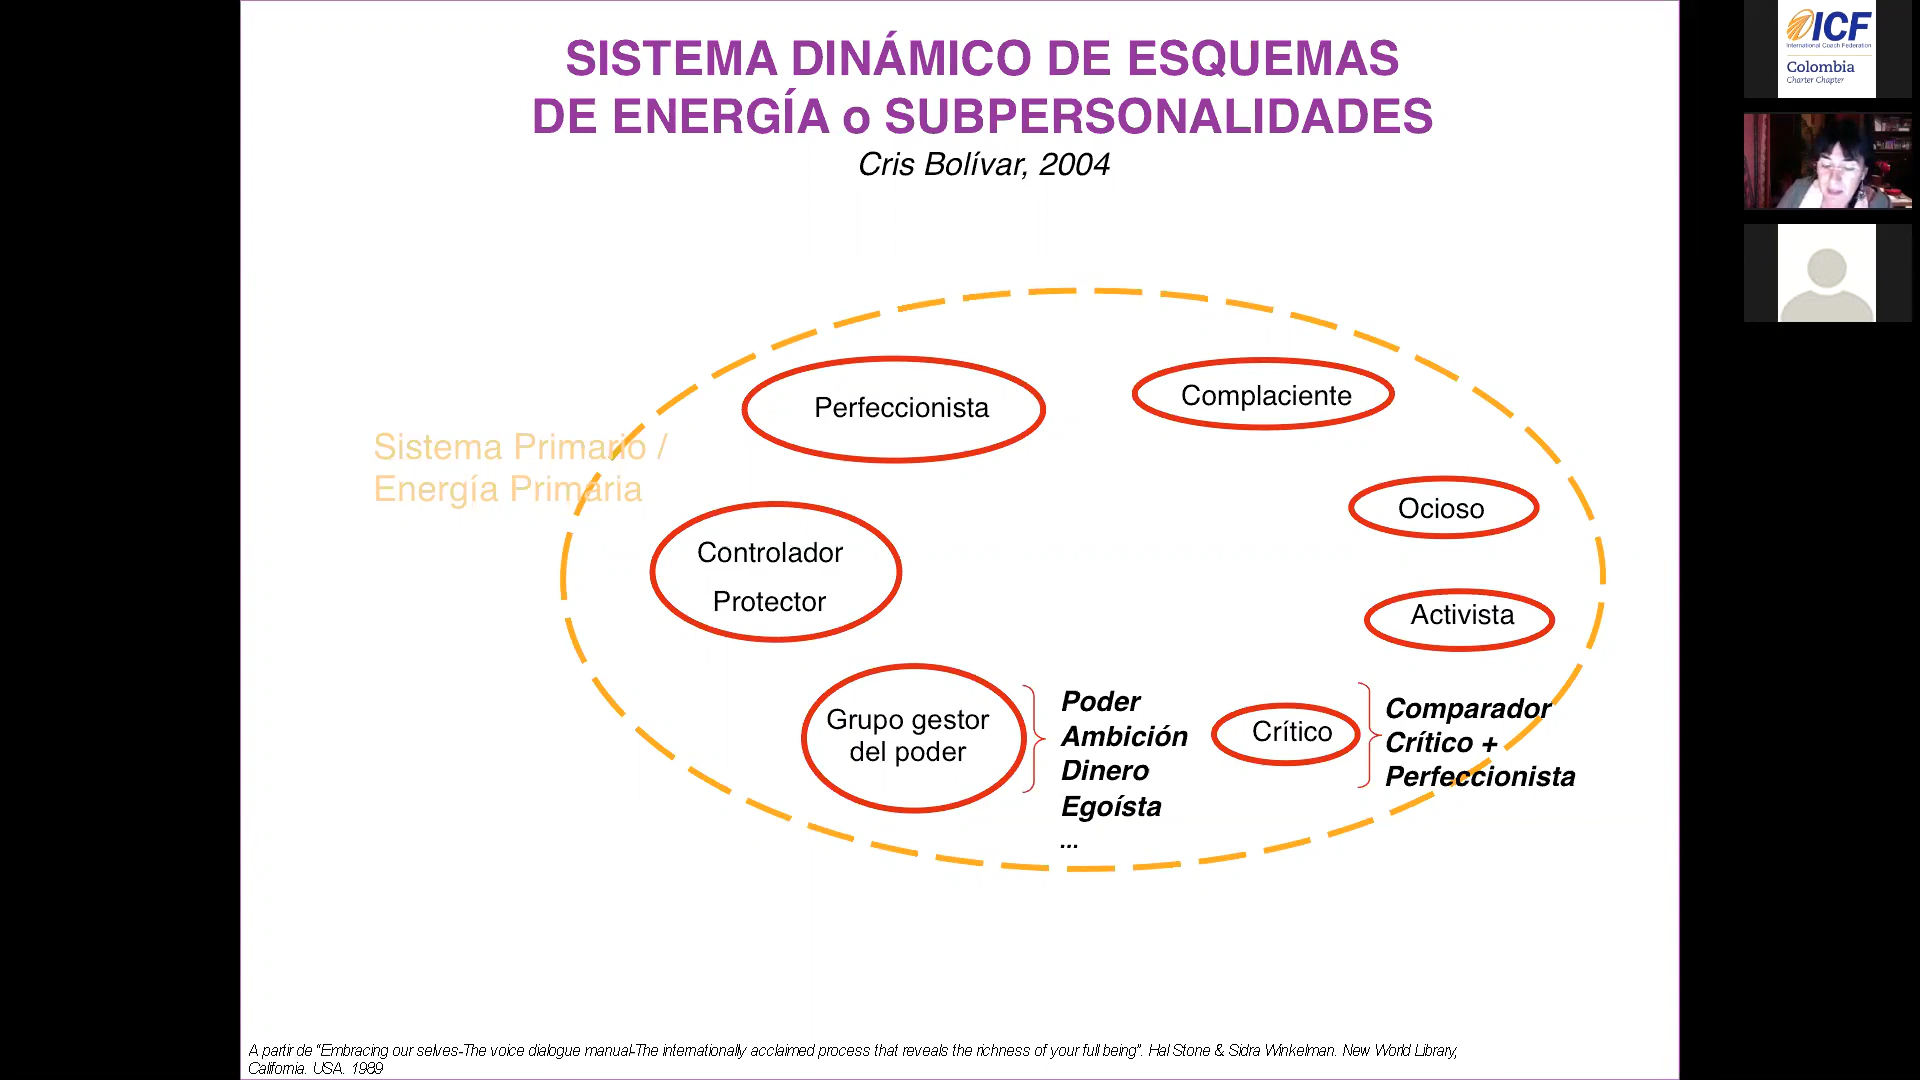 SISTEMA DINÁMICO DE ESQUEMAS
DE ENERGÍA o SUBPERSONALIDADES
Cris Bolívar, 2004
ICF
International Coach Federation
Colombia
Charter Chapter
Perfeccionista
Complaciente
Sistema Primario /
Energía Primaria
Ocioso
Controlador
Protector
Activista
Grupo gestor
del poder
Poder
Ambición
Dinero
Egoísta
...
Crítico
Comparador
Crítico +
Perfeccionista
A partir de “Embracing our selves-The voice dialogue manual-The internationally acclaimed process that reveals the richness of your full being”. Hal Stone & Sidra Winkelman. New World Library,
California. USA. 1989